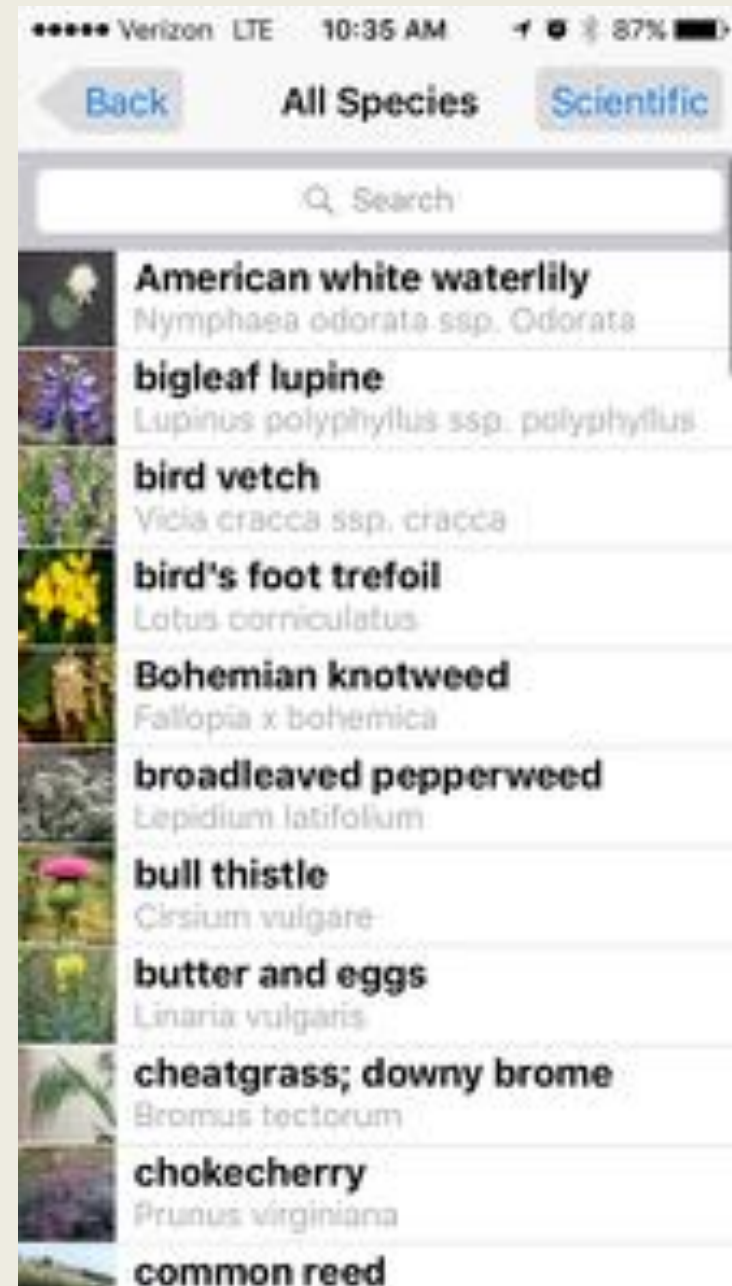 Verizon LTE 10:35 AM 87%
Back All Species Scientific
Search
American white waterlily
Nymphaea odorata ssp. Odorata
bigleaf lupine
Lupinus polyphyllus ssp. polyphyllus
bird vetch
Vicia cracca ssp. cracca
bird's foot trefoil
Lotus corniculatus
Bohemian knotweed
Fallopia x bohemica
broadleaved pepperweed
Lepidium latifolium
bull thistle
Cirsium vulgare
butter and eggs
Linaria vulgaris
cheatgrass; downy brome
Bromus tectorum
chokecherry
Prunus virginiana
common reed